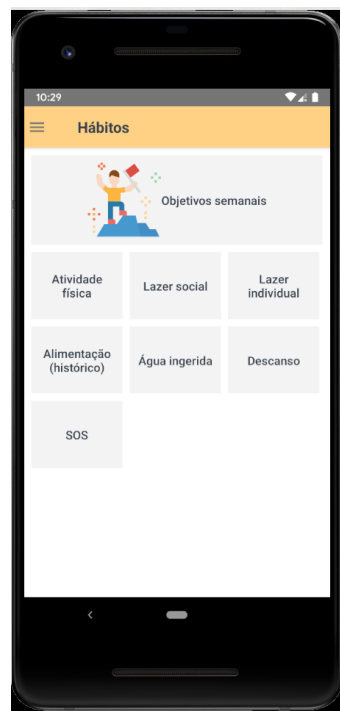 10:29
Hábitos
Objetivos semanais
Atividade
física
Lazer social
Lazer
individual
Alimentação
(histórico)
Água ingerida
Descanso
SOS